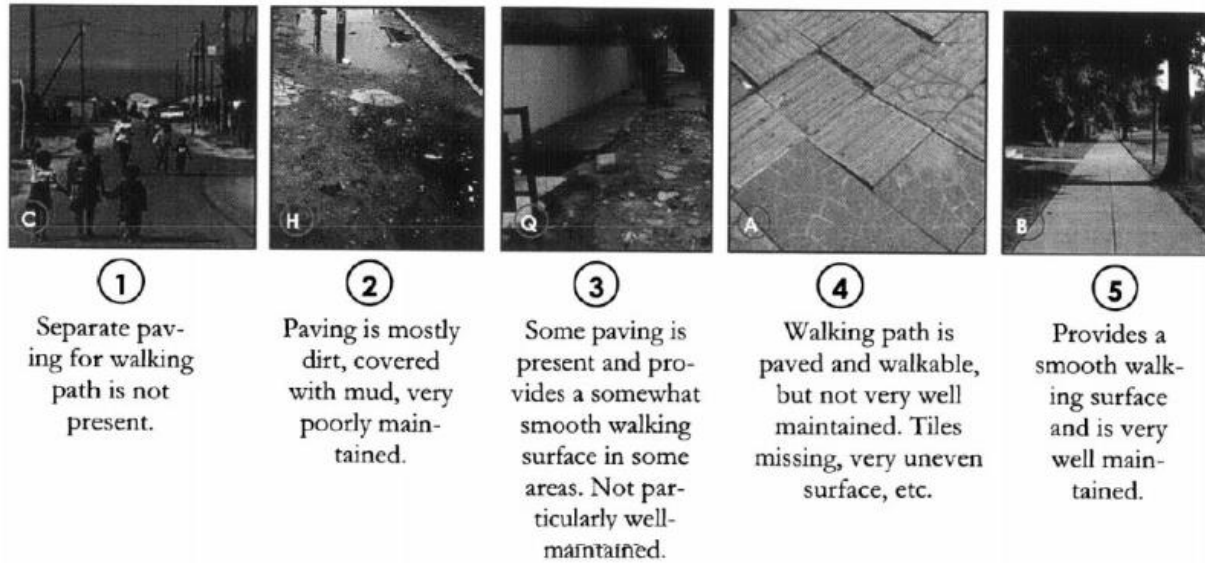 C
H
Q
A
B
1
Separate pav-
ing for walking
path is not
present.
2
Paving is mostly
dirt, covered
with mud, very
poorly main-
tained.
3
Some paving is
present and pro-
vides a somewhat
smooth walking
surface in some
areas. Not par-
ticularly well-
maintained.
4
Walking path is
paved and walkable,
but not very well
maintained. Tiles
missing, very uneven
surface, etc.
5
Provides a
smooth walk-
ing surface
and is very
well main-
tained.